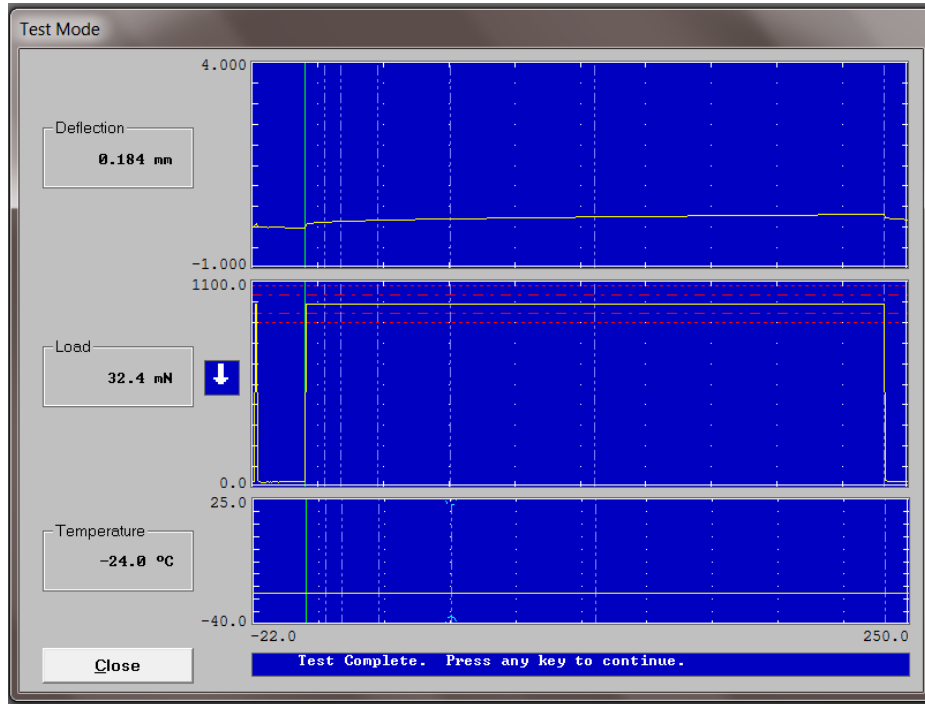 Test Mode
4.000
Deflection
0.184 mm
-1.000
1100.0
Load
32.4 mN
0.0
25.0
Temperature
-24.0 ºC
-40.0
-22.0 250.0
Close
Test Complete. Press any key to continue.